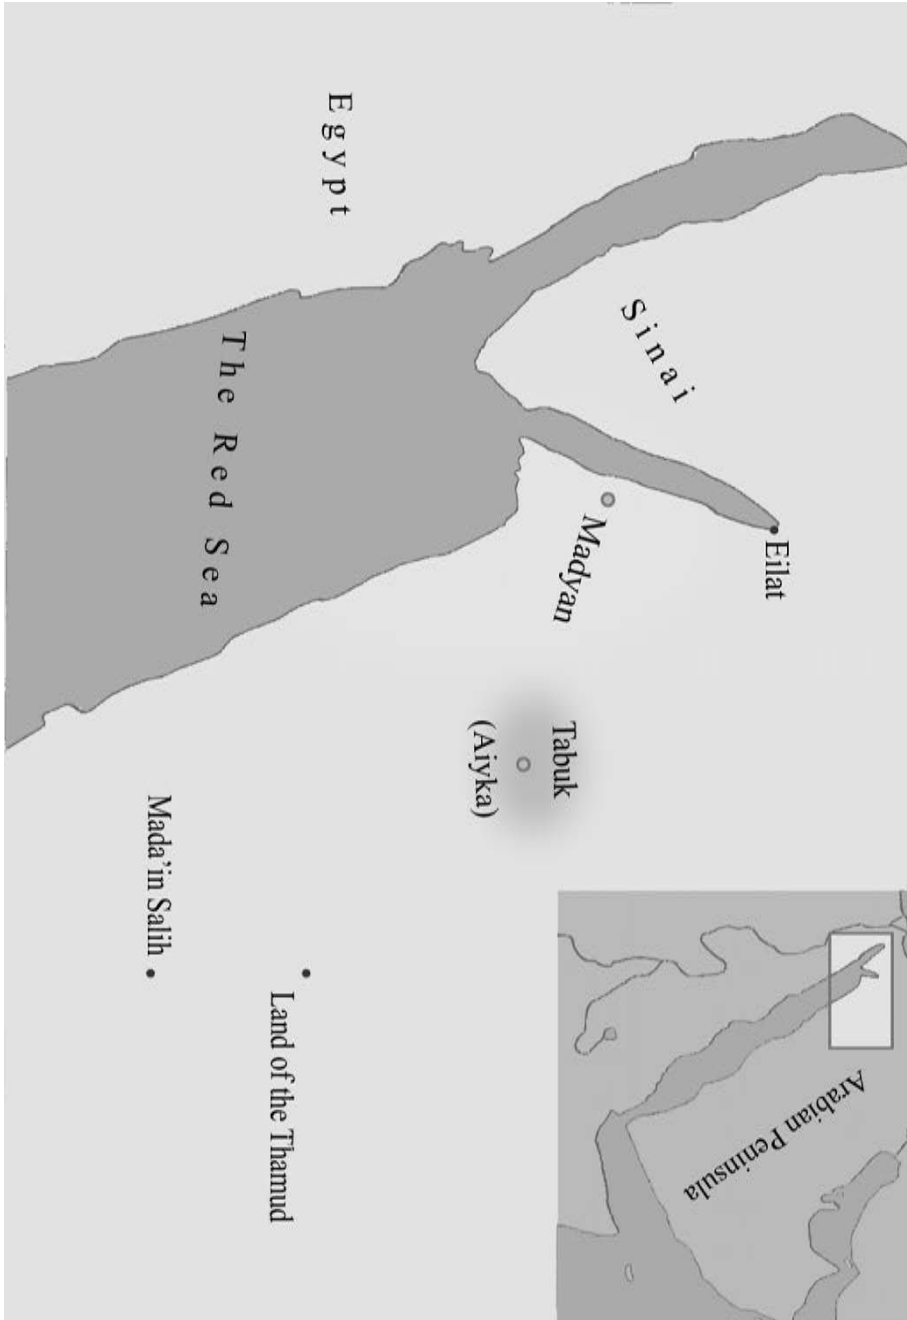 Egypt
Sinai
The Red Sea
Eilat
Madyan
Tabuk
(Aiyka)
Mada'in Salih
Land of the Thamud
Arabian Peninsula